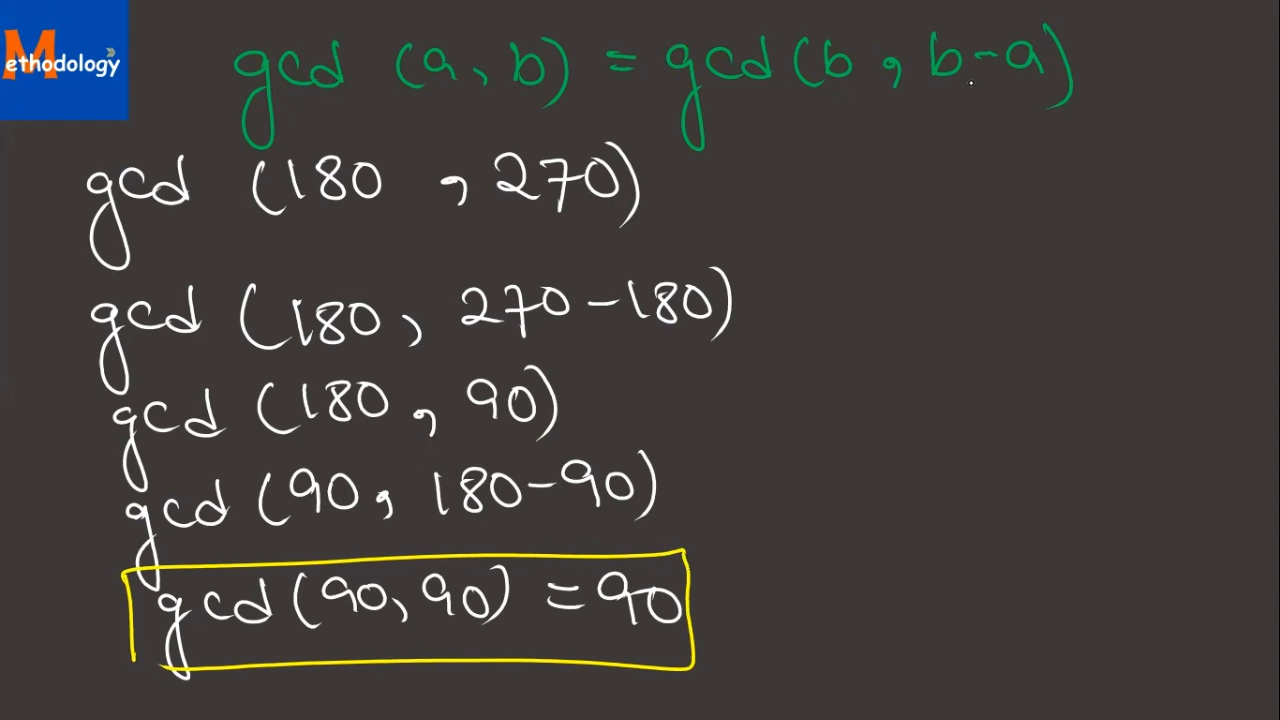 Methodology
gcd (a, b) = gcd(b, b-a)
gcd (180, 270)
gcd (180, 270-180)
gcd (180, 90)
gcd (90, 180-90)
gcd (90, 90) = 90